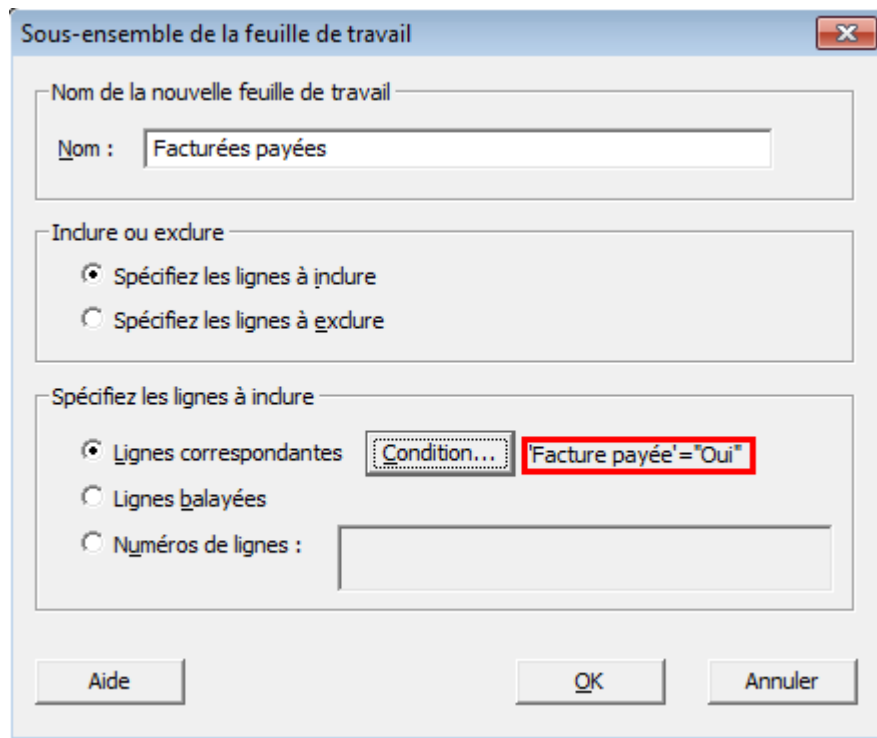 Sous-ensemble de la feuille de travail
Nom de la nouvelle feuille de travail
Nom : Facturées payées
Inclure ou exclure
Spécifiez les lignes à inclure
Spécifiez les lignes à exclure
Spécifiez les lignes à inclure
Lignes correspondantes Condition... 'Facture payée'="Oui"
Lignes balayées
Numéros de lignes :
Aide OK Annuler